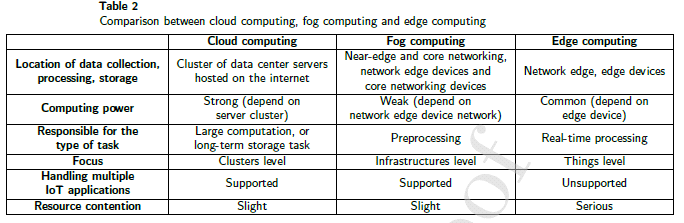 Table 2
Comparison between cloud computing, fog computing and edge computing
Cloud computing Fog computing Edge computing
Location of data collection, processing, storage
Cluster of data center servers hosted on the internet
Near-edge and core networking, network edge devices and core networking devices
Network edge, edge devices
Computing power
Strong (depend on server cluster)
Weak (depend on network edge device network)
Common (depend on edge device)
Responsible for the type of task
Large computation, or long-term storage task
Preprocessing
Real-time processing
Focus
Clusters level
Infrastructures level
Things level
Handling multiple IoT applications
Supported
Supported
Unsupported
Resource contention
Slight
Slight
Serious